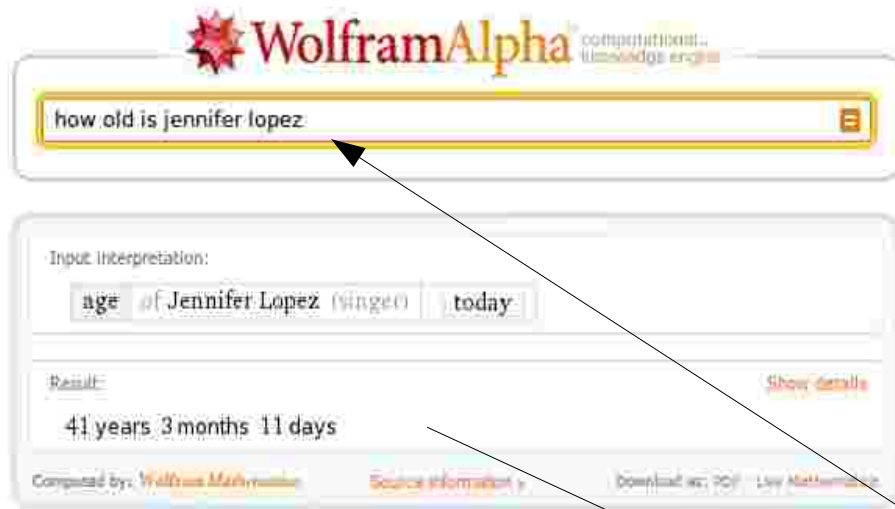 WolframAlpha computational...
knowledge engine
how old is jennifer lopez
Input interpretation:
age of Jennifer Lopez (singer) today
Result:
Show details
41 years 3 months 11 days
Computed by: Wolfram Mathematica
Source information »
Download as: PDF Live Mathematica